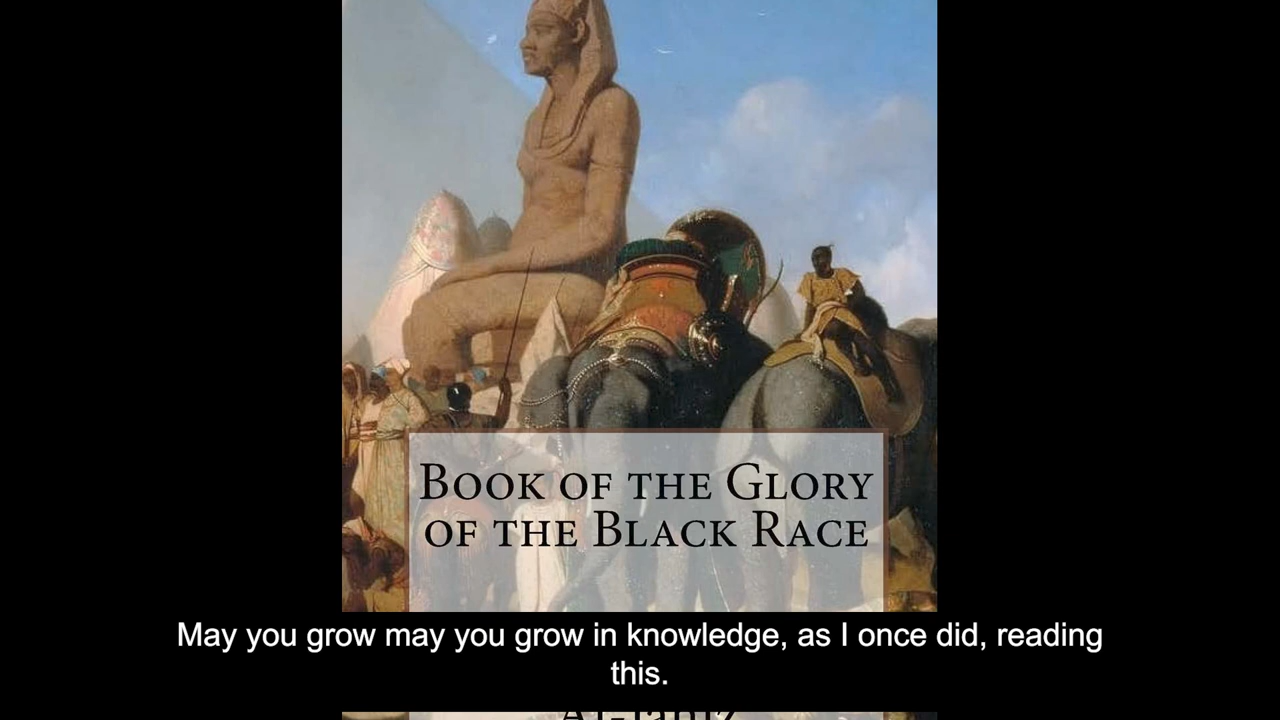 BOOK OF THE GLORY
OF THE BLACK RACE
May you grow may you grow in knowledge, as I once did, reading
this.